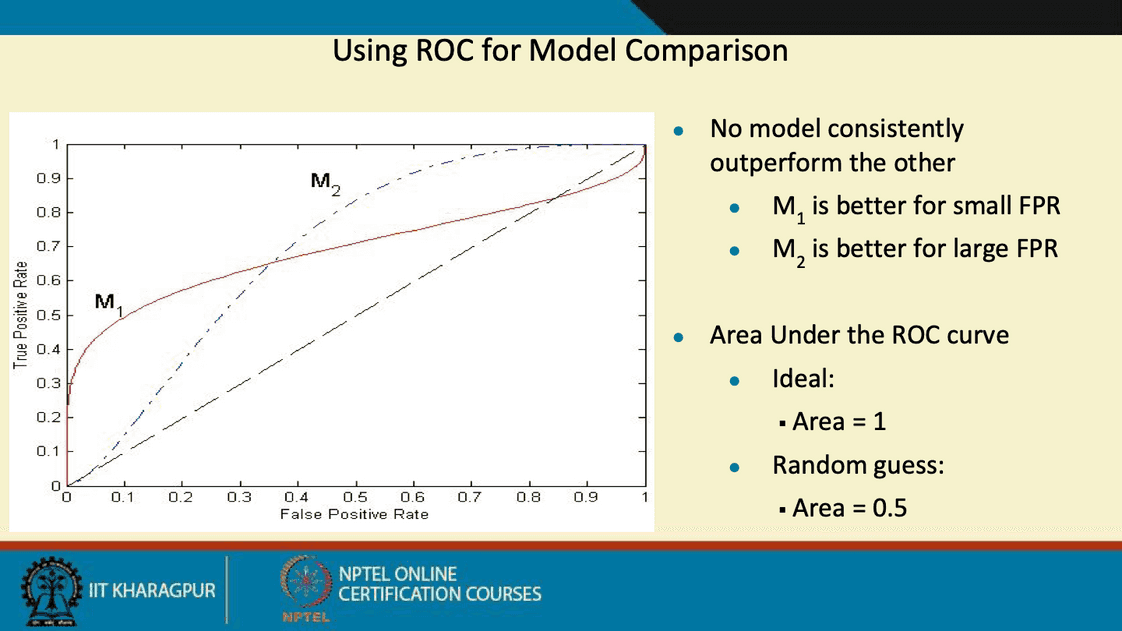 Using ROC for Model Comparison
1
0.9
0.8
0.7
0.6
0.5
0.4
0.3
0.2
0.1
0
True Positive Rate
M2
M1
0 0.1 0.2 0.3 0.4 0.5 0.6 0.7 0.8 0.9 1
False Positive Rate
• No model consistently
outperform the other
• M1 is better for small FPR
• M2 is better for large FPR
• Area Under the ROC curve
• Ideal:
▪ Area = 1
• Random guess:
▪ Area = 0.5
IIT KHARAGPUR
NPTEL
NPTEL ONLINE
CERTIFICATION COURSES